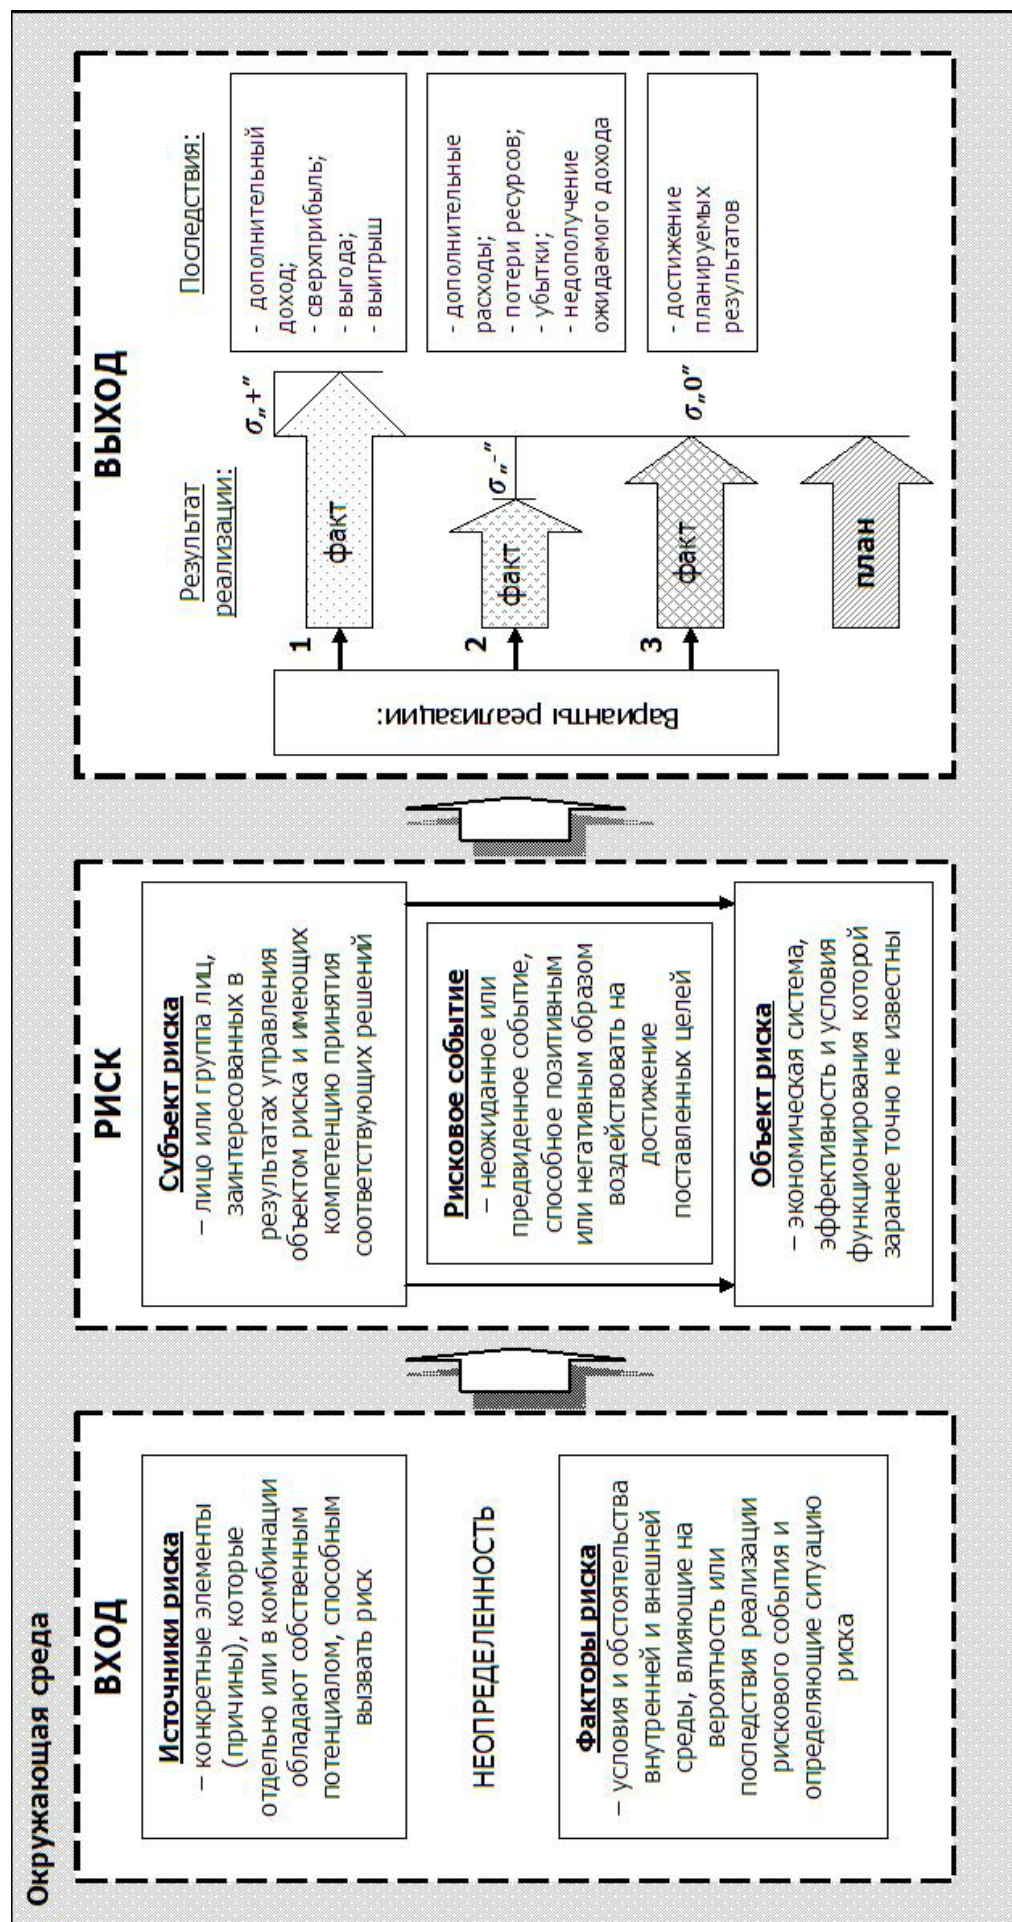 Окружающая среда
ВХОД
Источники риска
– конкретные элементы
(причины), которые
отдельно или в комбинации
обладают собственным
потенциалом, способным
вызвать риск
НЕОПРЕДЕЛЕННОСТЬ
Факторы риска
– условия и обстоятельства
внутренней и внешней
среды, влияющие на
вероятность или
последствия реализации
рискового события и
определяющие ситуацию
риска
РИСК
Субъект риска
– лицо или группа лиц,
заинтересованных в
результатах управления
объектом риска и имеющих
компетенцию принятия
соответствующих решений
Рисковое событие
– неожиданное или
предвиденное событие,
способное позитивным
или негативным образом
воздействовать на
достижение
поставленных целей
Объект риска
– экономическая система,
эффективность и условия
функционирования которой
заранее точно не известны
ВЫХОД
Варианты реализации:
Результат
реализации:
Последствия:
1
факт
σ„+”
- дополнительный
доход;
- сверхприбыль;
- выгода;
- выигрыш
2
факт
σ„-”
- дополнительные
расходы;
- потери ресурсов;
- убытки;
- недополучение
ожидаемого дохода
3
факт
σ„0”
- достижение
планируемых
результатов
план